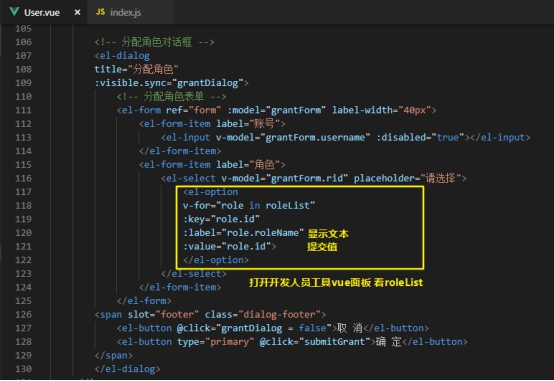 User.vue × JS index.js
105
106 <!-- 分配角色对话框 -->
107 <el-dialog
108 title="分配角色"
109 :visible.sync="grantDialog">
110 <!-- 分配角色表单 -->
111 <el-form ref="form" :model="grantForm" label-width="40px">
112 <el-form-item label="账号">
113 <el-input v-model="grantForm.username" :disabled="true"></el-input>
114 </el-form-item>
115 <el-form-item label="角色">
116 <el-select v-model="grantForm.rid" placeholder="请选择">
117 <el-option
118 v-for="role in roleList"
119 :key="role.id"
120 :label="role.roleName" 显示文本
121 :value="role.id"> 提交值
122 </el-option>
123 </el-select> 打开开发人员工具vue面板 看roleList
124 </el-form-item>
125 </el-form>
126 <span slot="footer" class="dialog-footer">
127 <el-button @click="grantDialog = false">取 消</el-button>
128 <el-button type="primary" @click="submitGrant">确 定</el-button>
129 </span>
130 </el-dialog>